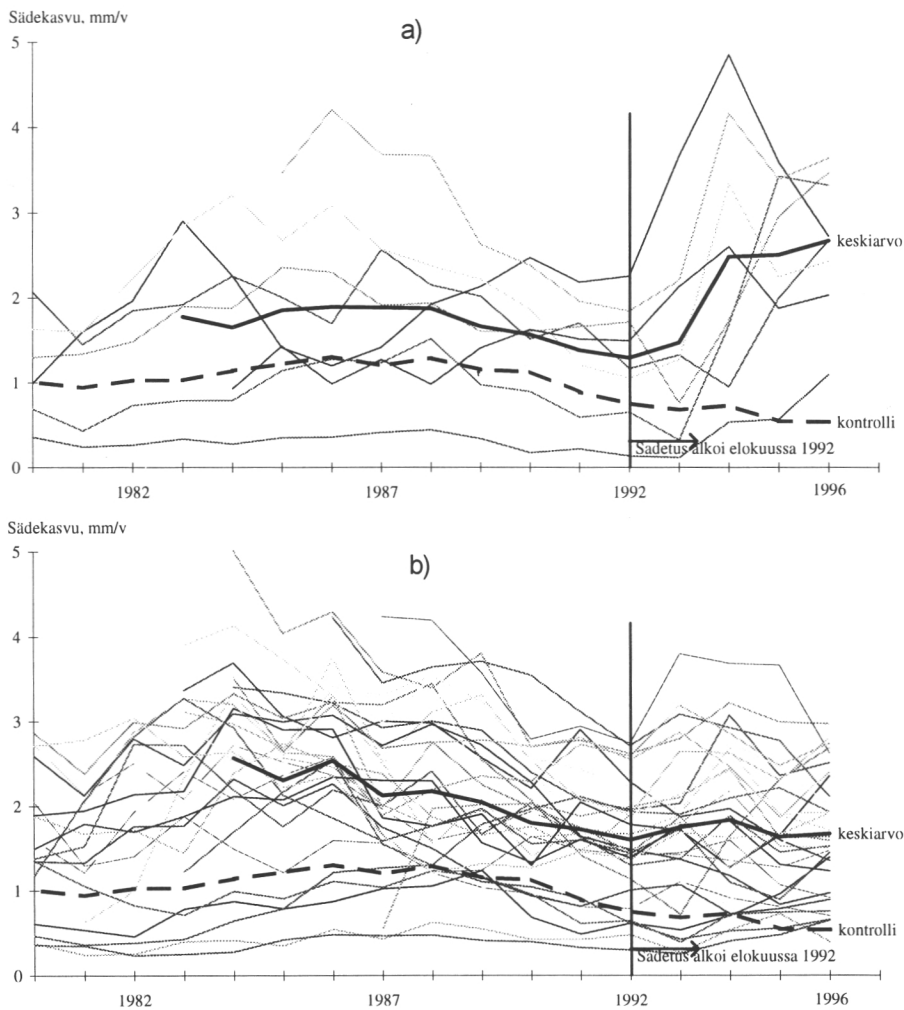 Sädekasvu, mm/v
a)
5
4
3
2
1
0
keskiarvo
kontrolli
Sadetus alkoi elokuussa 1992
1982 1987 1992 1996
Sädekasvu, mm/v
b)
5
4
3
2
1
0
keskiarvo
kontrolli
Sadetus alkoi elokuussa 1992
1982 1987 1992 1996